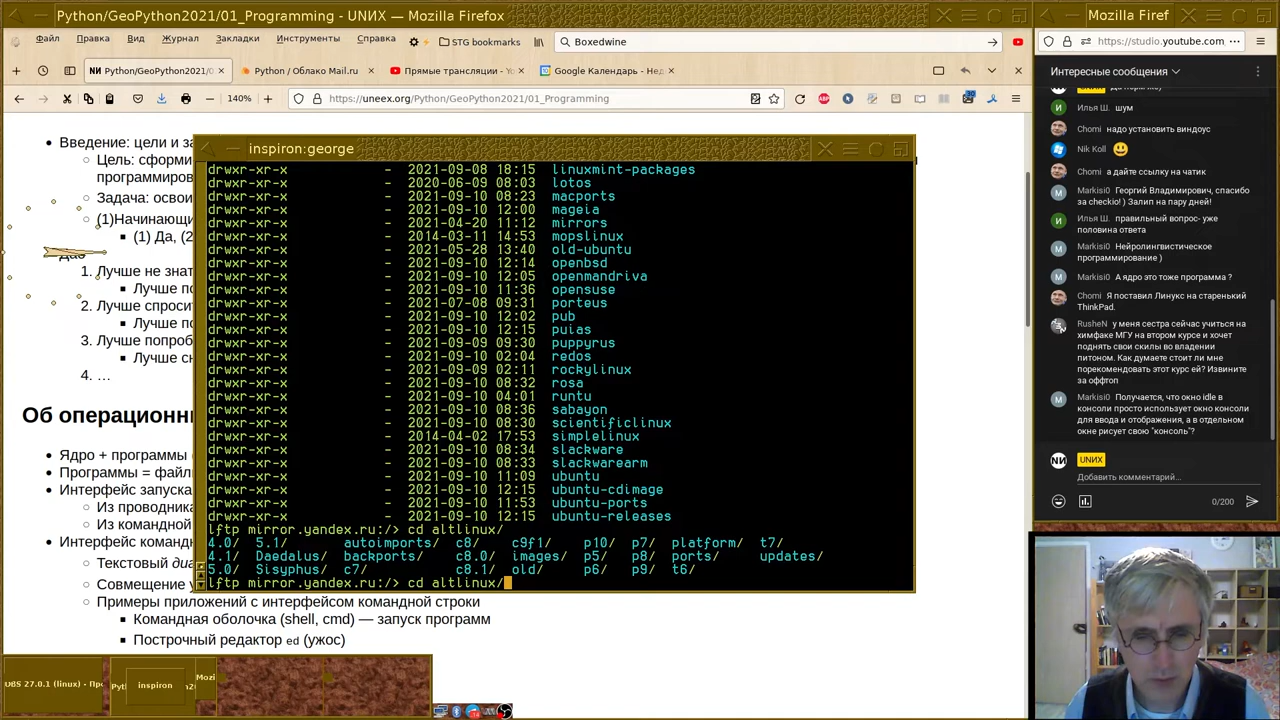 Python/GeoPython2021/01_Programming - UNИX — Mozilla Firefox
Файл Правка Вид Журнал Закладки Инструменты Справка
STG bookmarks
Boxedwine
Python/GeoPython2021/0
Python / Облако Mail.ru
Прямые трансляции - Yo
Google Календарь - Нед
140%
https://uneex.org/Python/GeoPython2021/01_Programming
Введение: цели и за
Цель: сформи
программиров
Задача: освои
(1)Начинающи
(1) Да, (2
1. Лучше не знат
Лучше по
2. Лучше спроси
Лучше по
3. Лучше попроб
Лучше сн
4. …
Об операционны
Ядро + программы (
Программы = файлы
Интерфейс запуска
Из проводника
Из командной
Интерфейс команд
Текстовый диа
Совмещение у
Примеры приложений с интерфейсом командной строки
Командная оболочка (shell, cmd) — запуск программ
Построчный редактор ed (ужос)
inspiron:george
drwxr-xr-x - 2021-09-08 18:15 linuxmint-packages
drwxr-xr-x - 2020-06-09 08:03 lotos
drwxr-xr-x - 2021-09-10 08:23 macports
drwxr-xr-x - 2021-09-10 12:00 mageia
drwxr-xr-x - 2021-04-20 11:12 mirrors
drwxr-xr-x - 2014-03-11 14:53 mopslinux
drwxr-xr-x - 2021-05-28 13:40 old-ubuntu
drwxr-xr-x - 2021-09-10 12:14 openbsd
drwxr-xr-x - 2021-09-10 12:05 openmandriva
drwxr-xr-x - 2021-09-10 11:36 opensuse
drwxr-xr-x - 2021-07-08 09:31 porteus
drwxr-xr-x - 2021-09-10 12:02 pub
drwxr-xr-x - 2021-09-10 12:15 puias
drwxr-xr-x - 2021-09-10 09:30 puppyrus
drwxr-xr-x - 2021-09-10 02:04 redos
drwxr-xr-x - 2021-09-09 02:11 rockylinux
drwxr-xr-x - 2021-09-10 08:32 rosa
drwxr-xr-x - 2021-09-10 04:01 runtu
drwxr-xr-x - 2021-09-10 08:36 sabayon
drwxr-xr-x - 2021-09-10 08:30 scientificlinux
drwxr-xr-x - 2014-04-02 17:53 simplelinux
drwxr-xr-x - 2021-09-10 08:34 slackware
drwxr-xr-x - 2021-09-10 08:33 slackwarearm
drwxr-xr-x - 2021-09-10 11:09 ubuntu
drwxr-xr-x - 2021-09-10 12:15 ubuntu-cdimage
drwxr-xr-x - 2021-09-10 11:53 ubuntu-ports
drwxr-xr-x - 2021-09-10 12:15 ubuntu-releases
lftp mirror.yandex.ru:/> cd altlinux/
4.0/ 5.1/ autoimports/ c8/ c9f1/ p10/ p7/ platform/ t7/
4.1/ Daedalus/ backports/ c8.0/ images/ p5/ p8/ ports/ updates/
5.0/ Sisyphus/ c7/ c8.1/ old/ p6/ p9/ t6/
lftp mirror.yandex.ru:/> cd altlinux/
Mozilla Firef
https://studio.youtube.com
Интересные сообщения
UNИX
Илья Ш. шум
Chomi надо установить виндоус
Nik Koll
Chomi а дайте ссылку на чатик
Markisi0 Георгий Владимирович, спасибо
за checkio! ) Залип на пару дней!
Илья Ш. правильный вопрос- уже
половина ответа
Markisi0 Нейролингвистическое
программирование )
Markisi0 А ядро это тоже программа ?
Chomi Я поставил Линукс на старенький
ThinkPad.
RusheN у меня сестра сейчас учиться на
химфаке МГУ на втором курсе и хочет
поднять свои скилы во владении
питоном. Как думаете стоит ли мне
порекомендовать этот курс ей? Извините
за оффтоп
Markisi0 Получается, что окно idle в
консоли просто использует окно консоли
для ввода и отображения, а в отдельном
окне рисует свою "консоль"?
UNИX
Добавить комментарий...
0/200
OBS 27.0.1 (linux) - Пр
Pyt
inspiron
Mozi